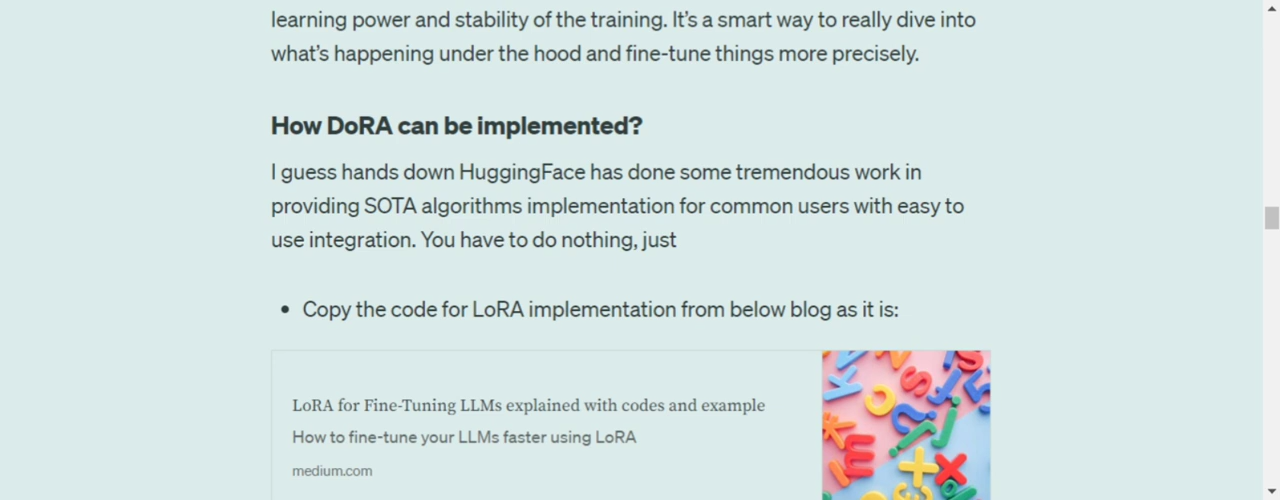 learning power and stability of the training. It's a smart way to really dive into
what's happening under the hood and fine-tune things more precisely.
How DoRA can be implemented?
I guess hands down HuggingFace has done some tremendous work in
providing SOTA algorithms implementation for common users with easy to
use integration. You have to do nothing, just
• Copy the code for LoRA implementation from below blog as it is:
LoRA for Fine-Tuning LLMs explained with codes and example
How to fine-tune your LLMs faster using LoRA
medium.com